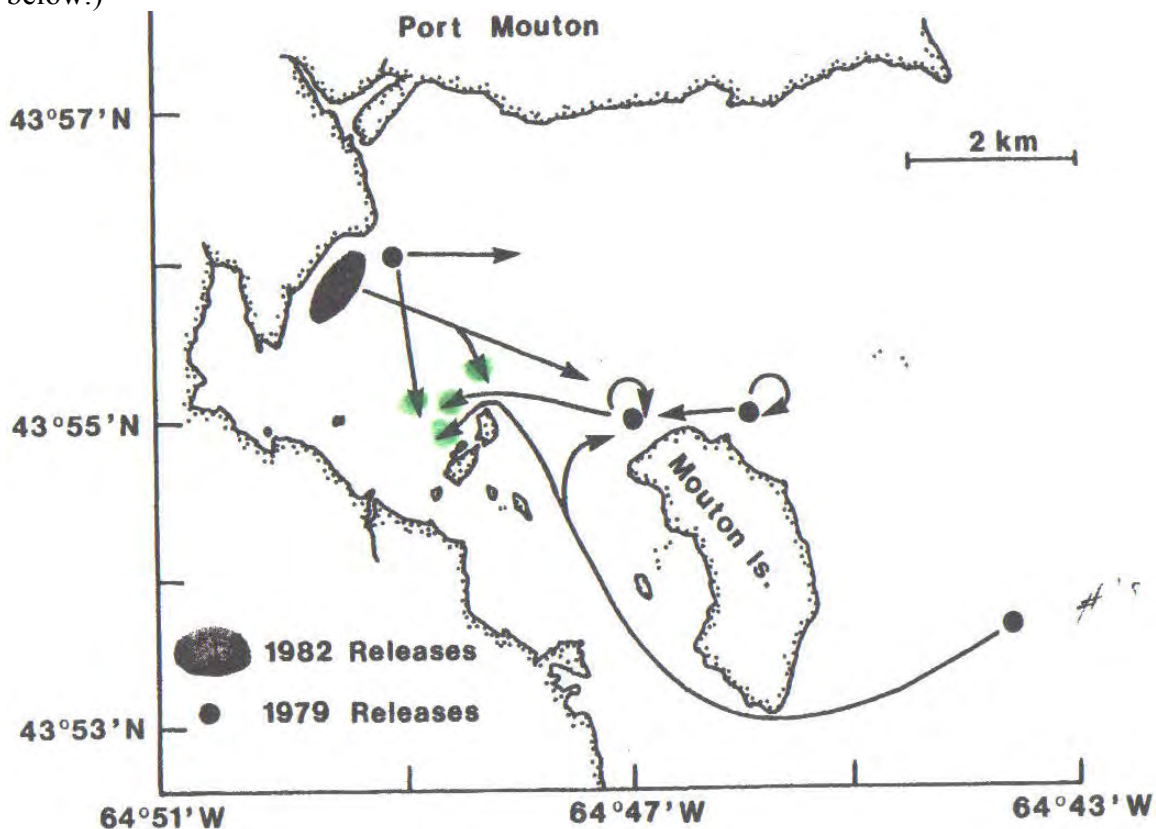 below.)
Port Mouton
43°57'N
2 km
43°55'N
Mouton Is.
1982 Releases
1979 Releases
43°53'N
64°51'W
64°47'W
64°43'W